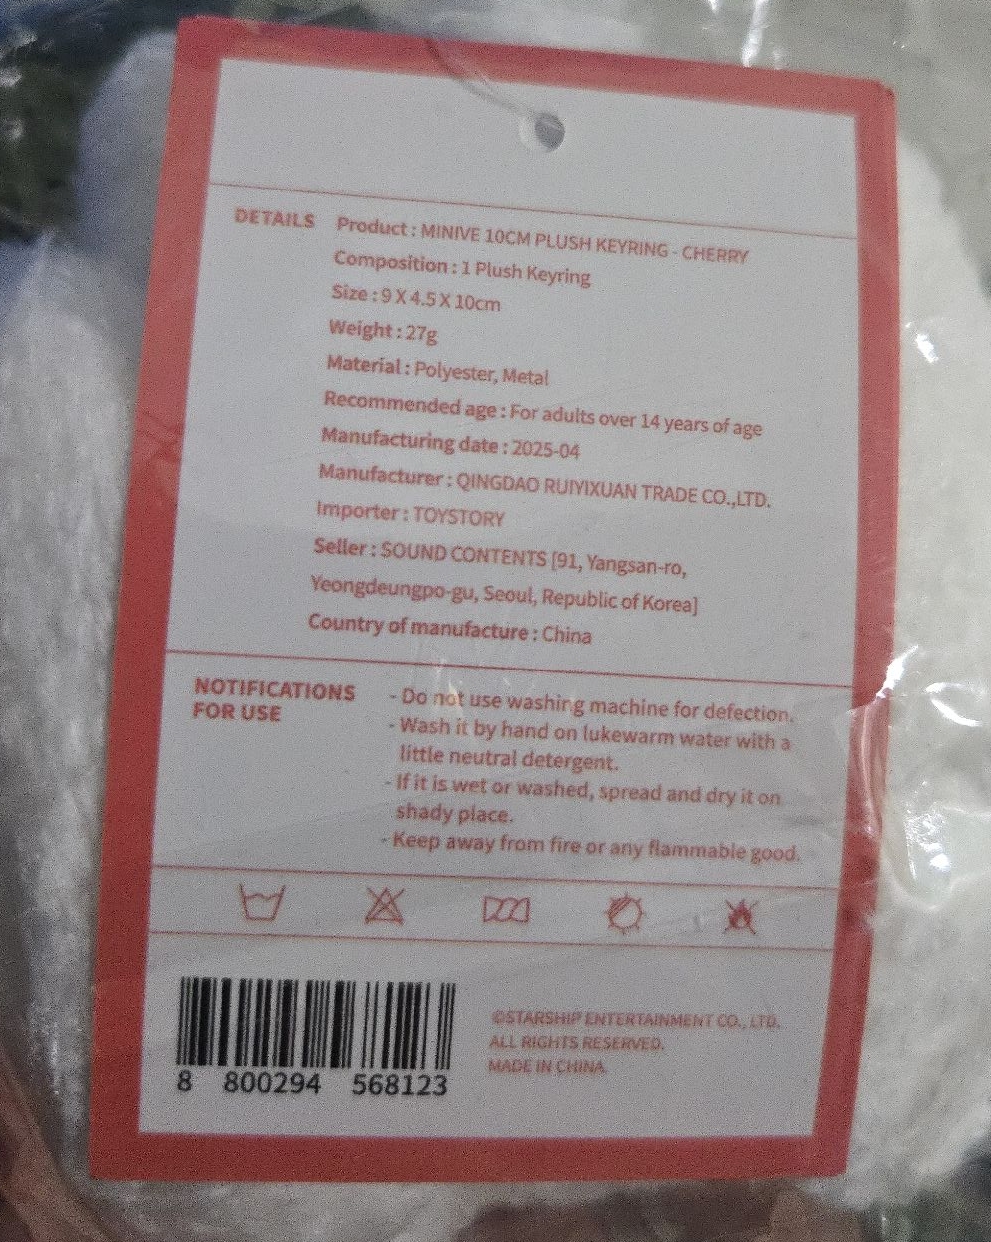 DETAILS
Product : MINIVE 10CM PLUSH KEYRING - CHERRY
Composition : 1 Plush Keyring
Size : 9 X 4.5 X 10cm
Weight : 27g
Material : Polyester, Metal
Recommended age : For adults over 14 years of age
Manufacturing date : 2025-04
Manufacturer : QINGDAO RUIYIXUAN TRADE CO.,LTD.
Importer : TOYSTORY
Seller : SOUND CONTENTS [91, Yangsan-ro,
Yeongdeungpo-gu, Seoul, Republic of Korea]
Country of manufacture : China
NOTIFICATIONS
FOR USE
- Do not use washing machine for defection.
- Wash it by hand on lukewarm water with a
little neutral detergent.
- If it is wet or washed, spread and dry it on
shady place.
- Keep away from fire or any flammable good.
8 800294 568123
©STARSHIP ENTERTAINMENT CO., LTD.
ALL RIGHTS RESERVED.
MADE IN CHINA